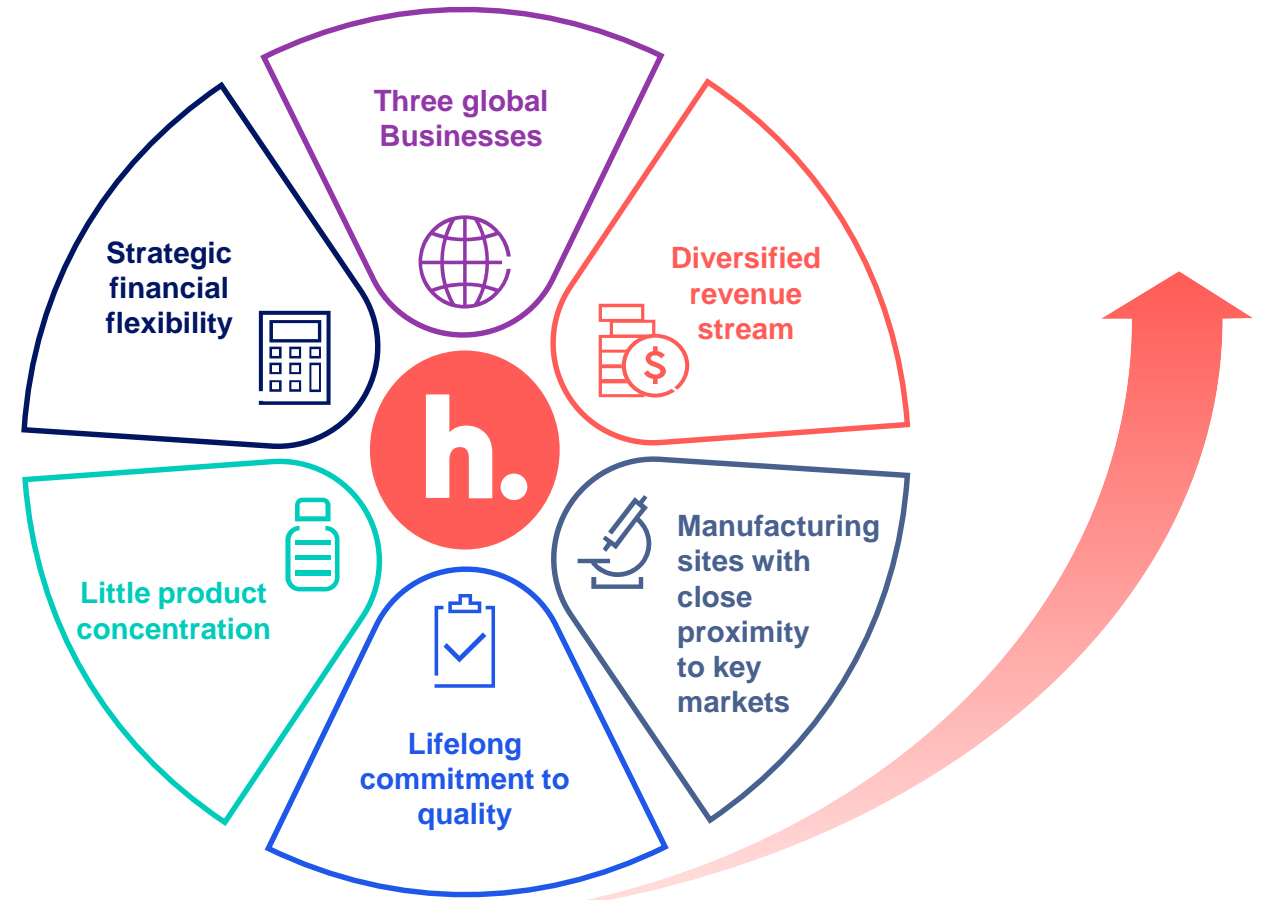 Three global
Businesses
Diversified
revenue
stream
$
Manufacturing
sites with
close
proximity
to key
markets
Lifelong
commitment to
quality
Little product
concentration
Strategic
financial
flexibility
h.